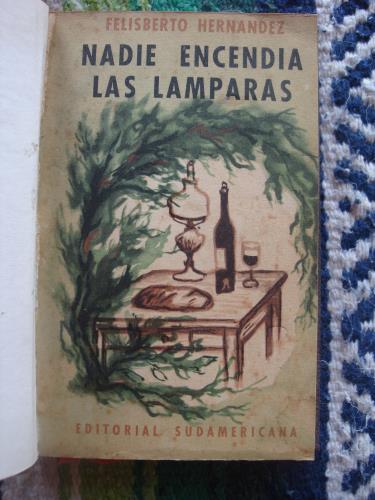 FELISBERTO HERNANDEZ
NADIE ENCENDIA
LAS LAMPARAS
EDITORIAL SUDAMERICANA